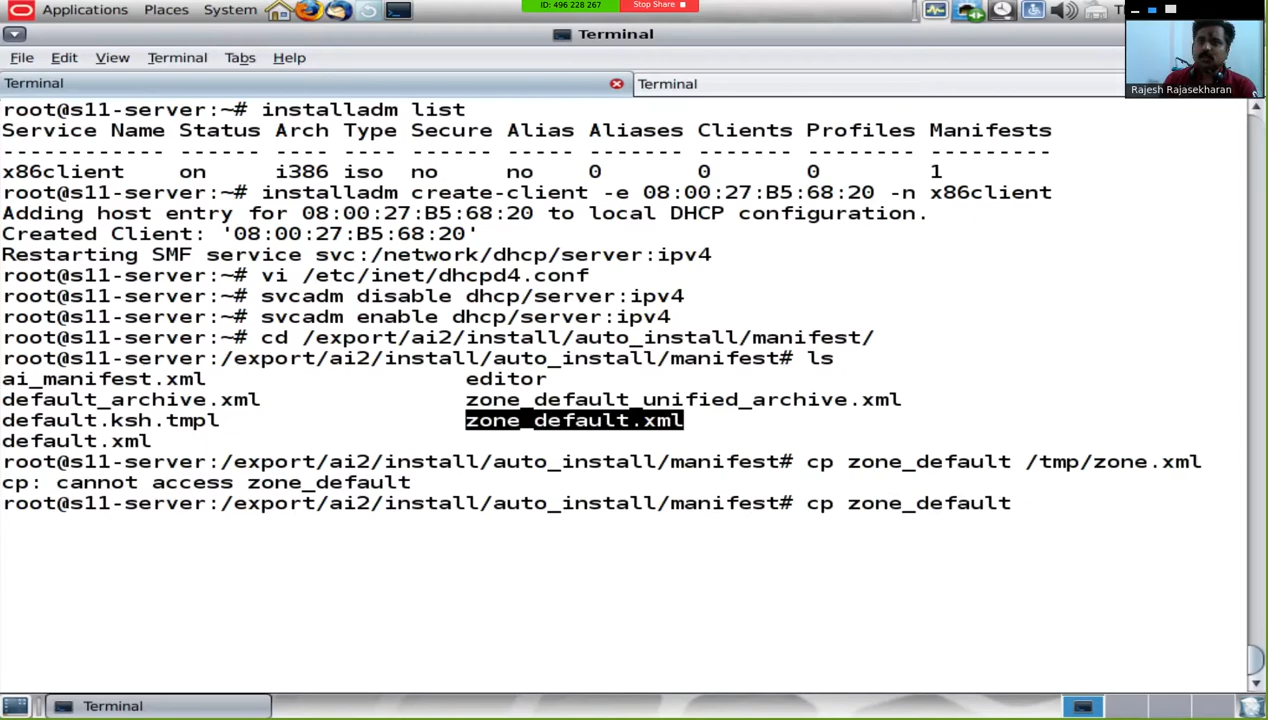 Applications Places System
ID: 496 228 267 Stop Share
Terminal
File Edit View Terminal Tabs Help
Rajesh Rajasekharan
Terminal Terminal
root@s11-server:~# installadm list
Service Name Status Arch Type Secure Alias Aliases Clients Profiles Manifests
------------ ------ ---- ---- ------ ----- ------- ------- -------- ---------
x86client on i386 iso no no 0 0 0 1
root@s11-server:~# installadm create-client -e 08:00:27:B5:68:20 -n x86client
Adding host entry for 08:00:27:B5:68:20 to local DHCP configuration.
Created Client: '08:00:27:B5:68:20'
Restarting SMF service svc:/network/dhcp/server:ipv4
root@s11-server:~# vi /etc/inet/dhcpd4.conf
root@s11-server:~# svcadm disable dhcp/server:ipv4
root@s11-server:~# svcadm enable dhcp/server:ipv4
root@s11-server:~# cd /export/ai2/install/auto_install/manifest/
root@s11-server:/export/ai2/install/auto_install/manifest# ls
ai_manifest.xml editor
default_archive.xml zone_default_unified_archive.xml
default.ksh.tmpl zone_default.xml
default.xml
root@s11-server:/export/ai2/install/auto_install/manifest# cp zone_default /tmp/zone.xml
cp: cannot access zone_default
root@s11-server:/export/ai2/install/auto_install/manifest# cp zone_default
Terminal